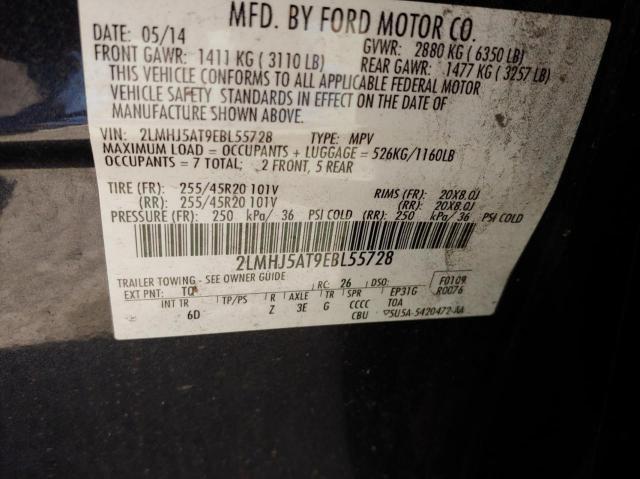 MFD. BY FORD MOTOR CO.
DATE: 05/14 GVWR: 2880 KG ( 6350 LB)
FRONT GAWR: 1411 KG ( 3110 LB) REAR GAWR: 1477 KG ( 3257 LB)
THIS VEHICLE CONFORMS TO ALL APPLICABLE FEDERAL MOTOR
VEHICLE SAFETY STANDARDS IN EFFECT ON THE DATE OF
MANUFACTURE SHOWN ABOVE.
VIN: 2LMHJ5AT9EBL55728 TYPE: MPV
MAXIMUM LOAD = OCCUPANTS + LUGGAGE = 526KG/1160LB
OCCUPANTS = 7 TOTAL; 2 FRONT, 5 REAR
TIRE (FR): 255/45R20 101V RIMS (FR): 20X8.0J
(RR): 255/45R20 101V (RR): 20X8.0J
PRESSURE (FR): 250 kPa/ 36 PSI COLD (RR): 250 kPa/ 36 PSI COLD
2LMHJ5AT9EBL55728
TRAILER TOWING - SEE OWNER GUIDE
EXT PNT: TQ RC: 26 DSO: F0109
INT TR TP/PS R AXLE TR SPR EP31G R0076
6D Z 3E G CCCC TOA
CBU 5U5A-5420472-AA